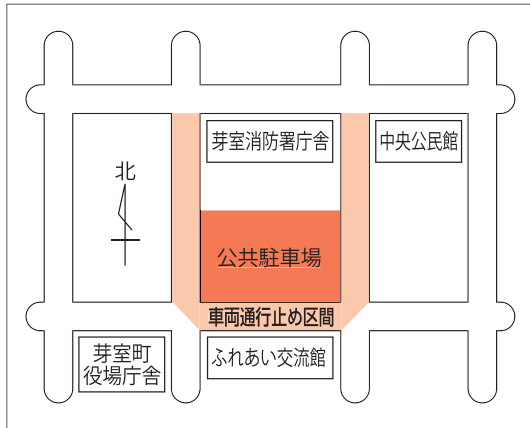 芽室消防署庁舎
中央公民館
北
公共駐車場
車両通行止め区間
芽室町
役場庁舎
ふれあい交流館